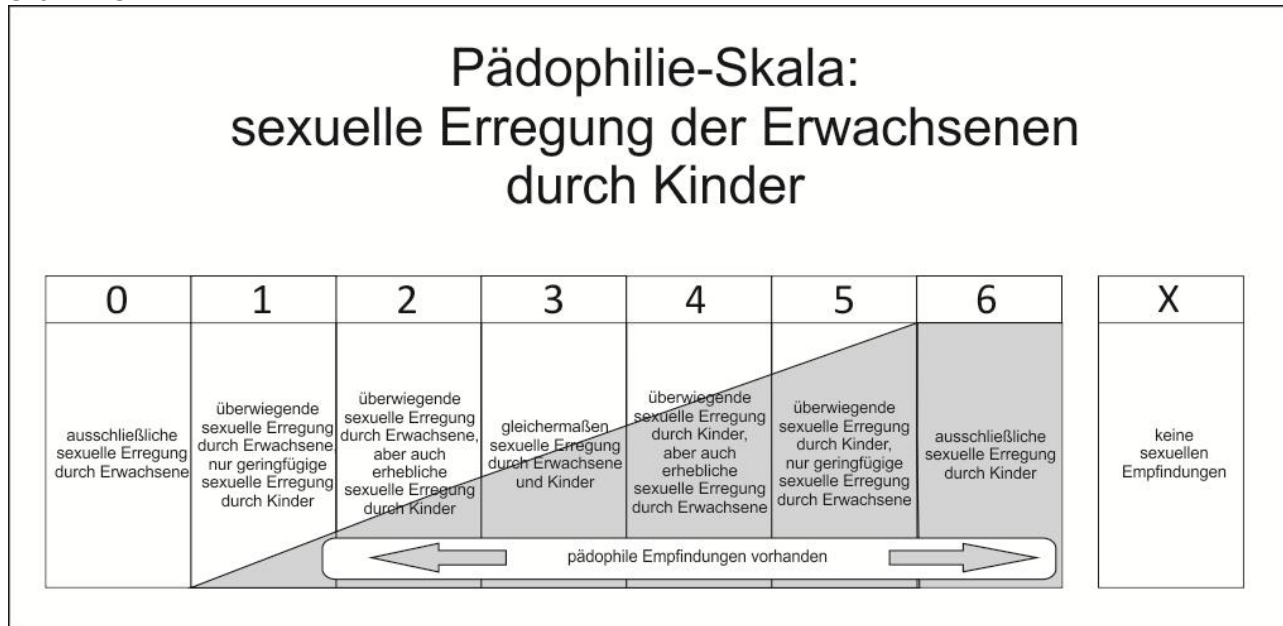 Pädophilie-Skala:
sexuelle Erregung der Erwachsenen
durch Kinder
0
1
2
3
4
5
6
X
ausschließliche
sexuelle Erregung
durch Erwachsene
überwiegende
sexuelle Erregung
durch Erwachsene,
nur geringfügige
sexuelle Erregung
durch Kinder
überwiegende
sexuelle Erregung
durch Erwachsene,
aber auch
erhebliche
sexuelle Erregung
durch Kinder
gleichermaßen
sexuelle Erregung
durch Erwachsene
und Kinder
überwiegende
sexuelle Erregung
durch Kinder,
aber auch
erhebliche
sexuelle Erregung
durch Erwachsene
überwiegende
sexuelle Erregung
durch Kinder,
nur geringfügige
sexuelle Erregung
durch Erwachsene
ausschließliche
sexuelle Erregung
durch Kinder
keine
sexuellen
Empfindungen
pädophile Empfindungen vorhanden